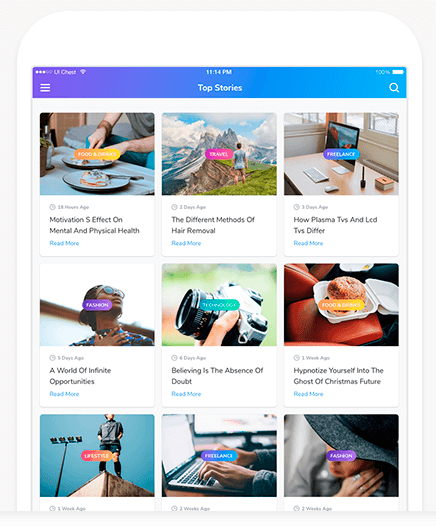 UI Chest
11:14 PM
100%
Top Stories
FOOD & DRINKS
TRAVEL
FREELANCE
18 Hours Ago
2 Days Ago
3 Days Ago
Motivation S Effect On
Mental And Physical Health
Read More
The Different Methods Of
Hair Removal
Read More
How Plasma Tvs And Lcd
Tvs Differ
Read More
FASHION
TECHNOLOGY
FOOD & DRINKS
5 Days Ago
6 Days Ago
1 Week Ago
A World Of Infinite
Opportunities
Read More
Believing Is The Absence Of
Doubt
Read More
Hypnotize Yourself Into The
Ghost Of Christmas Future
Read More
LIFESTYLE
FREELANCE
FASHION
1 Week Ago
2 Weeks Ago
2 Weeks Ago